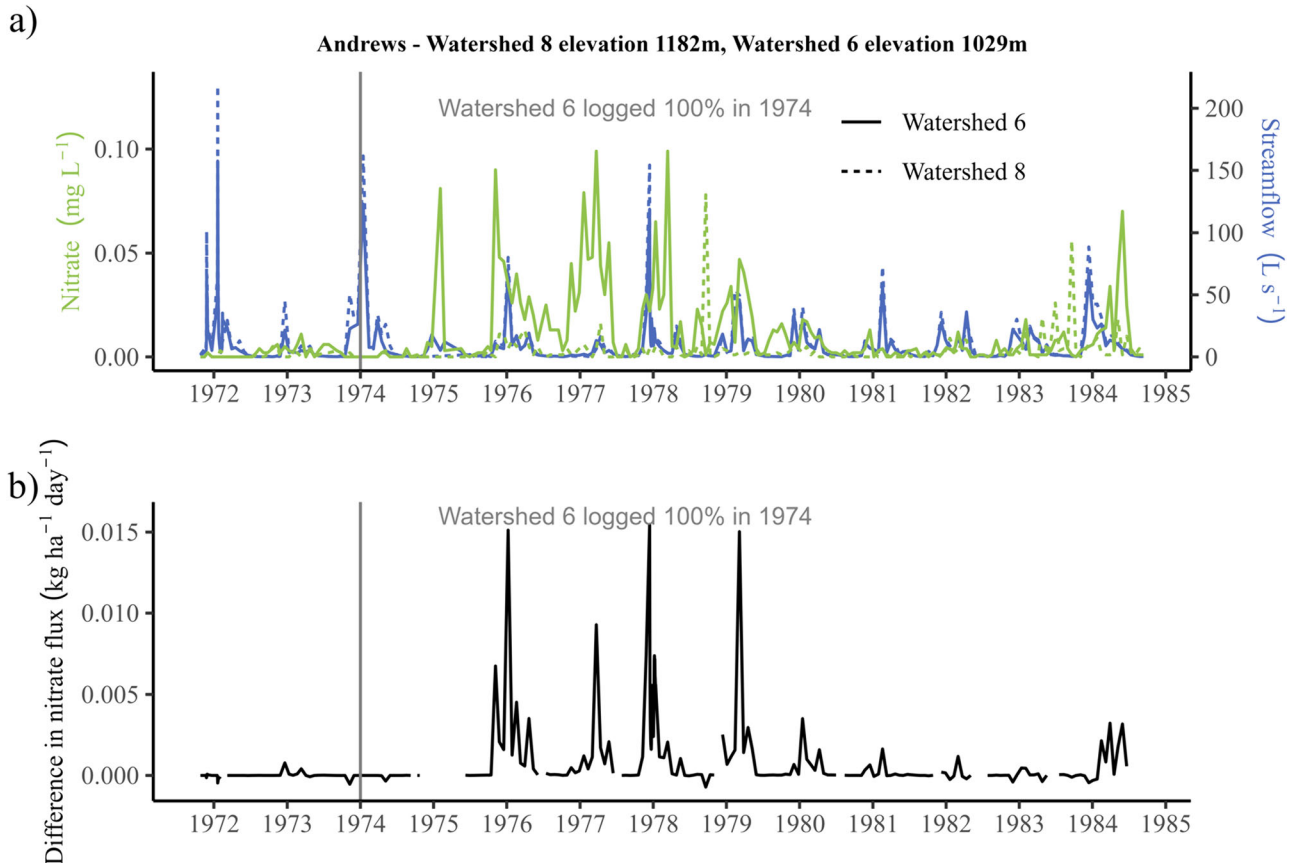 a)
Andrews - Watershed 8 elevation 1182m, Watershed 6 elevation 1029m
Watershed 6 logged 100% in 1974
Watershed 6
Watershed 8
Nitrate (mg L⁻¹)
0.10
0.05
0.00
Streamflow (L s⁻¹)
200
150
100
50
0
1972 1973 1974 1975 1976 1977 1978 1979 1980 1981 1982 1983 1984 1985
b)
Watershed 6 logged 100% in 1974
Difference in nitrate flux (kg ha⁻¹ day⁻¹)
0.015
0.010
0.005
0.000
1972 1973 1974 1975 1976 1977 1978 1979 1980 1981 1982 1983 1984 1985